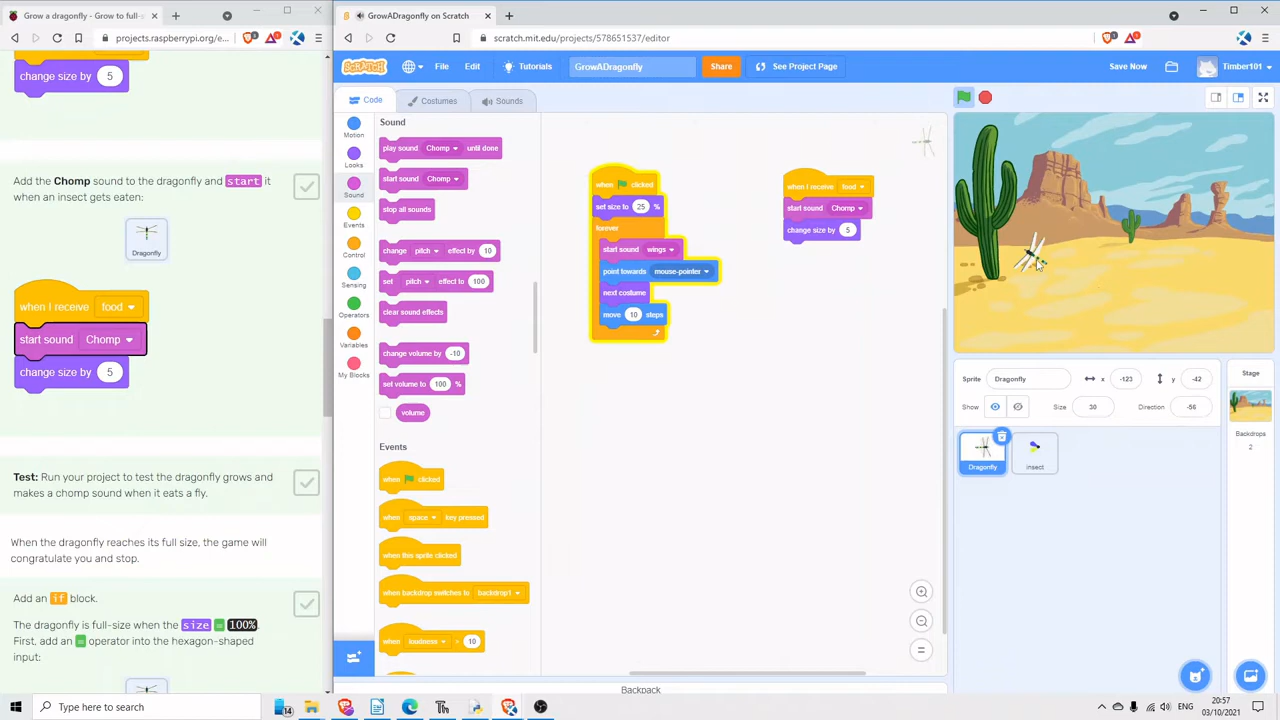 Grow a dragonfly - Grow to full-s
projects.raspberrypi.org/e...
change size by 5
Add the Chomp sound to the dragonfly and start it
when an insect gets eaten:
Dragonfly
when I receive food
start sound Chomp
change size by 5
Test: Run your project to test the dragonfly grows and
makes a chomp sound when it eats a fly.
When the dragonfly reaches its full size, the game will
congratulate you and stop.
Add an if block.
The dragonfly is full-size when the size = 100%.
First, add an = operator into the hexagon-shaped
input:
GrowADragonfly on Scratch
scratch.mit.edu/projects/578651537/editor
SCRATCH
File
Edit
Tutorials
GrowADragonfly
Share
See Project Page
Save Now
Timber101
Code
Costumes
Sounds
Motion
Looks
Sound
Events
Control
Sensing
Operators
Variables
My Blocks
Sound
play sound Chomp until done
start sound Chomp
stop all sounds
change pitch effect by 10
set pitch effect to 100
clear sound effects
change volume by -10
set volume to 100 %
volume
Events
when clicked
when space key pressed
when this sprite clicked
when backdrop switches to backdrop1
when loudness > 10
when clicked
set size to 25 %
forever
start sound wings
point towards mouse-pointer
next costume
move 10 steps
when I receive food
start sound Chomp
change size by 5
Backpack
Sprite
Dragonfly
x
-123
y
-42
Show
Size
Direction
-56
Dragonfly
insect
Stage
Backdrops
2
Type here to search
14
ENG
20:57
03/10/2021